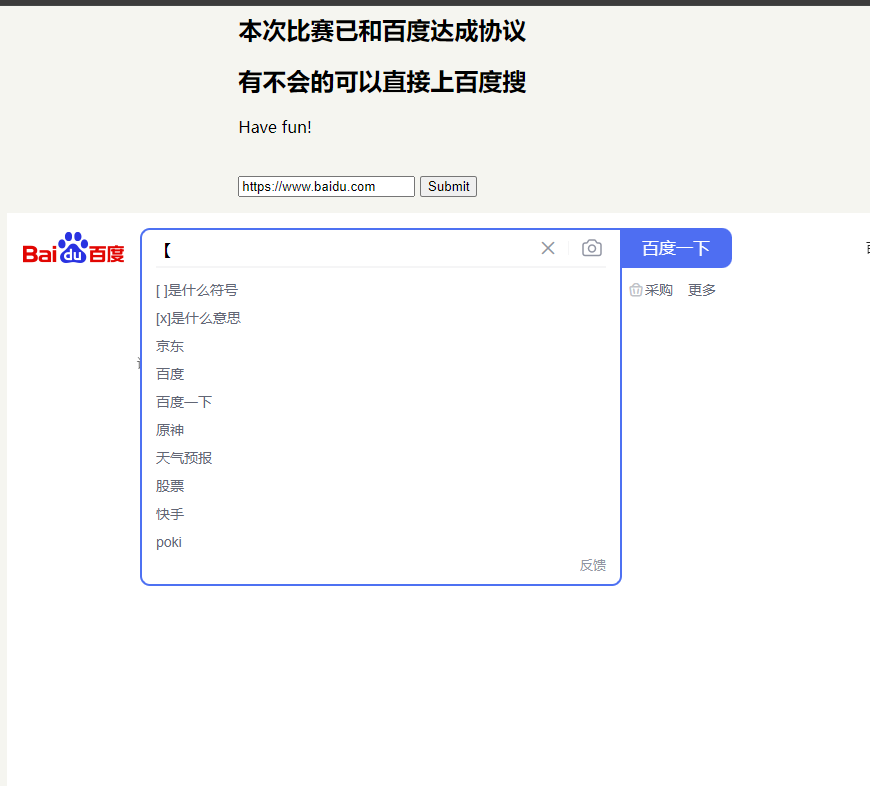 本次比赛已和百度达成协议
有不会的可以直接上百度搜
Have fun!
https://www.baidu.com Submit
Bai du 百度 【 百度一下
[ ]是什么符号 采购 更多
[x]是什么意思
京东
百度
百度一下
原神
天气预报
股票
快手
poki
反馈